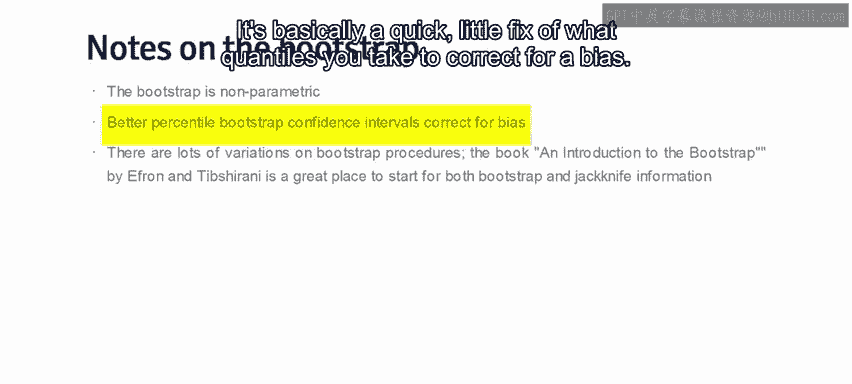 It's basically a quick, little fix of what
quantiles you take to correct for a bias.
Notes on the bootstrap
· The bootstrap is non-parametric
· Better percentile bootstrap confidence intervals correct for bias
· There are lots of variations on bootstrap procedures; the book "An Introduction to the Bootstrap""
by Efron and Tibshirani is a great place to start for both bootstrap and jackknife information